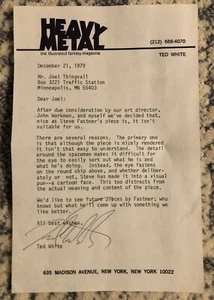 HEAVY
METAL
the illustrated fantasy magazine
(212) 688-4070
TED WHITE
December 21, 1979
Mr. Joel Thingvall
Box 3223 Traffic Station
Minneapolis, MN 55403
Dear Joel:
After due consideration by our art director,
John Workman, and myself we've decided that,
nice as Steve Fastner's piece is, it isn't
suitable for us.
There are several reasons. The primary one
is that although the piece is nicely rendered
it isn't that easy to understand. The detail
around the spaceman makes it difficult for
the eye to easily sort out what he is and
what he's doing. Instead, the eye fastens
on the round ship above, and whether deliber-
ately or not, Steve has made it into a visual
pun--a cartoon face. This too distracts from
the actual meaning and content of the piece.
We'd like to see future pieces by Fastner; who
knows but what he'll come up with something we
like better.
All best wishes,
Ted White
635 MADISON AVENUE, NEW YORK, NEW YORK 10022